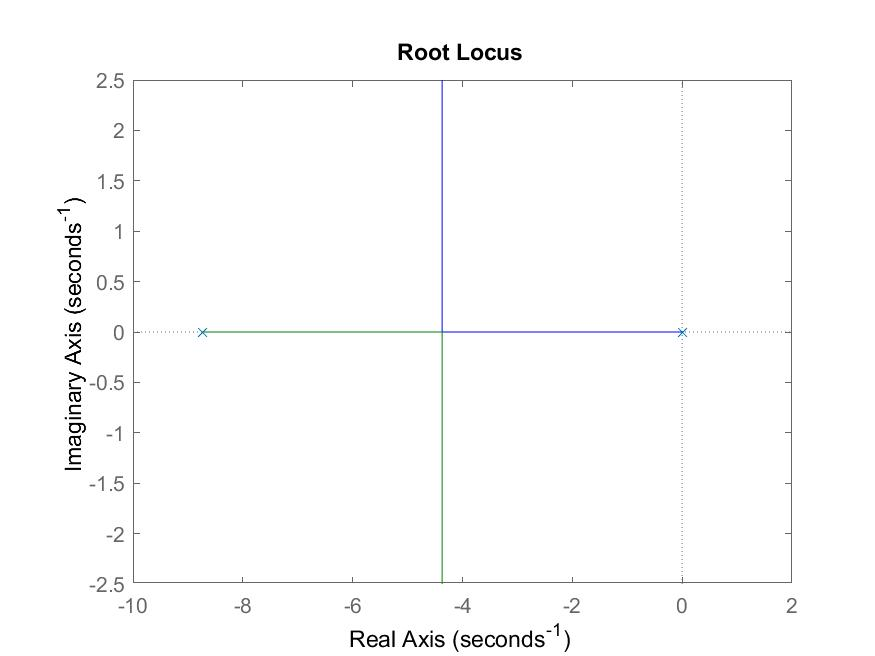 Root Locus
2.5
2
1.5
1
0.5
0
-0.5
-1
-1.5
-2
-2.5
Imaginary Axis (seconds⁻¹)
-10 -8 -6 -4 -2 0 2
Real Axis (seconds⁻¹)